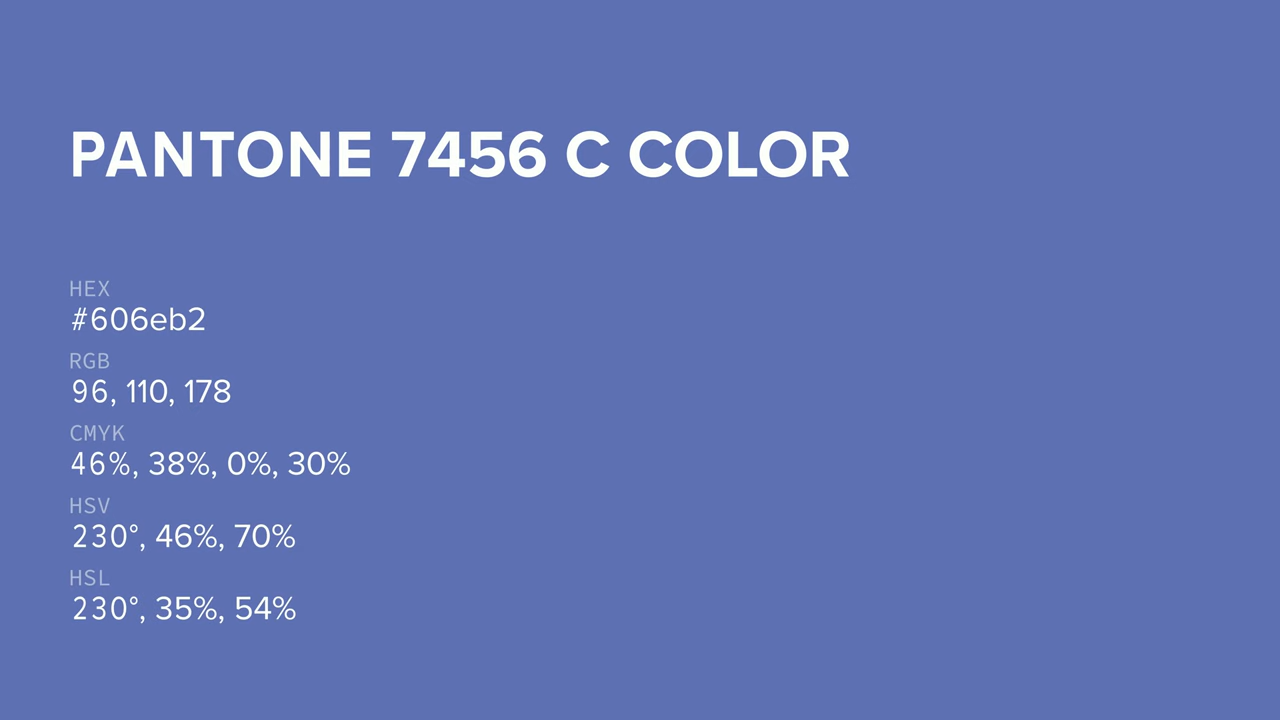 PANTONE 7456 C COLOR
HEX
#606eb2
RGB
96, 110, 178
CMYK
46%, 38%, 0%, 30%
HSV
230°, 46%, 70%
HSL
230°, 35%, 54%